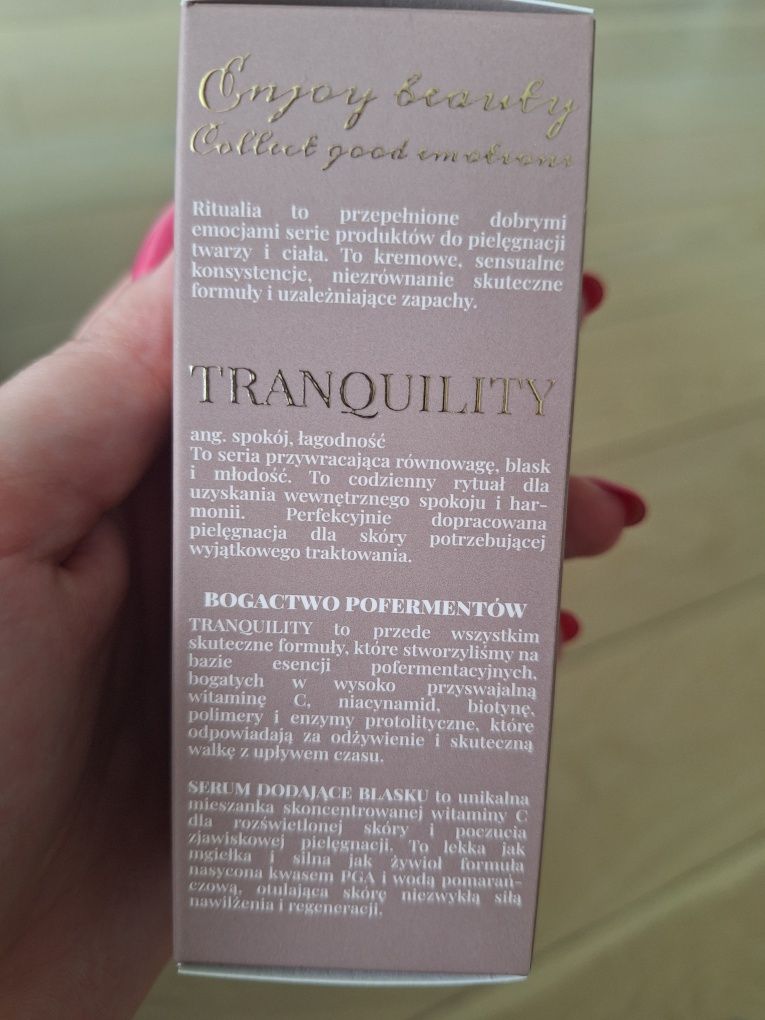 Enjoy beauty
Collect good emotions
Ritualia to przepełnione dobrymi
emocjami serie produktów do pielęgnacji
twarzy i ciała. To kremowe, sensualne
konsystencje, niezrównanie skuteczne
formuły i uzależniające zapachy.
TRANQUILITY
ang. spokój, łagodność
To seria przywracająca równowagę, blask
i młodość. To codzienny rytuał dla
uzyskania wewnętrznego spokoju i har-
monii. Perfekcyjnie dopracowana
pielęgnacja dla skóry potrzebującej
wyjątkowego traktowania.
BOGACTWO POFERMENTÓW
TRANQUILITY to przede wszystkim
skuteczne formuły, które stworzyliśmy na
bazie esencji pofermentacyjnych,
bogatych w wysoko przyswajalną
witaminę C, niacynamid, biotynę,
polimery i enzymy protolityczne, które
odpowiadają za odżywienie i skuteczną
walkę z upływem czasu.
SERUM DODAJĄCE BLASKU to unikalna
mieszanka skoncentrowanej witaminy C
dla rozświetlonej skóry i poczucia
zjawiskowej pielęgnacji. To lekka jak
mgiełka i silna jak żywioł formuła
nasycona kwasem PGA i wodą pomarań-
czową, otulająca skórę niezwykłą siłą
nawilżenia i regeneracji.